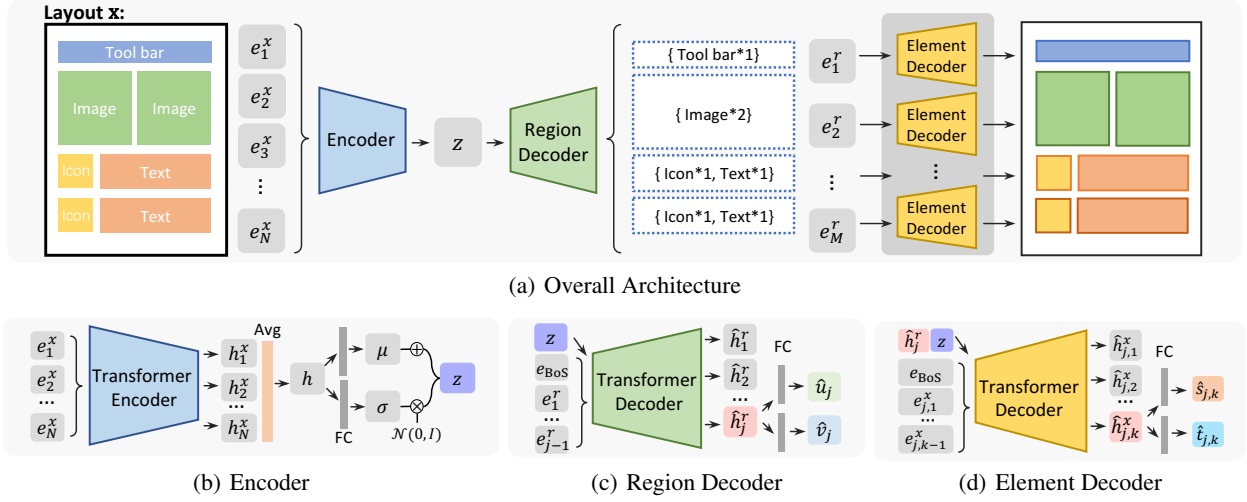 Layout x:
Tool bar
Image Image
Icon Text
Icon Text
e_1^x
e_2^x
e_3^x
⋮
e_N^x
Encoder
z
Region
Decoder
{ Tool bar*1}
{ Image*2}
{ Icon*1, Text*1}
{ Icon*1, Text*1}
e_1^r
e_2^r
⋮
e_M^r
Element
Decoder
Element
Decoder
⋮
Element
Decoder
(a) Overall Architecture
e_1^x
e_2^x
...
e_N^x
Transformer
Encoder
h_1^x
h_2^x
...
h_N^x
Avg
h
FC
μ
σ
𝒩(0, I)
z
(b) Encoder
z
e_BoS
e_1^r
...
e_{j-1}^r
Transformer
Decoder
ĥ_1^r
ĥ_2^r
...
ĥ_j^r
FC
û_j
v̂_j
(c) Region Decoder
ĥ_j^r z
e_BoS
e_{j,1}^x
...
e_{j,k-1}^x
Transformer
Decoder
ĥ_{j,1}^x
ĥ_{j,2}^x
...
ĥ_{j,k}^x
FC
ŝ_{j,k}
t̂_{j,k}
(d) Element Decoder